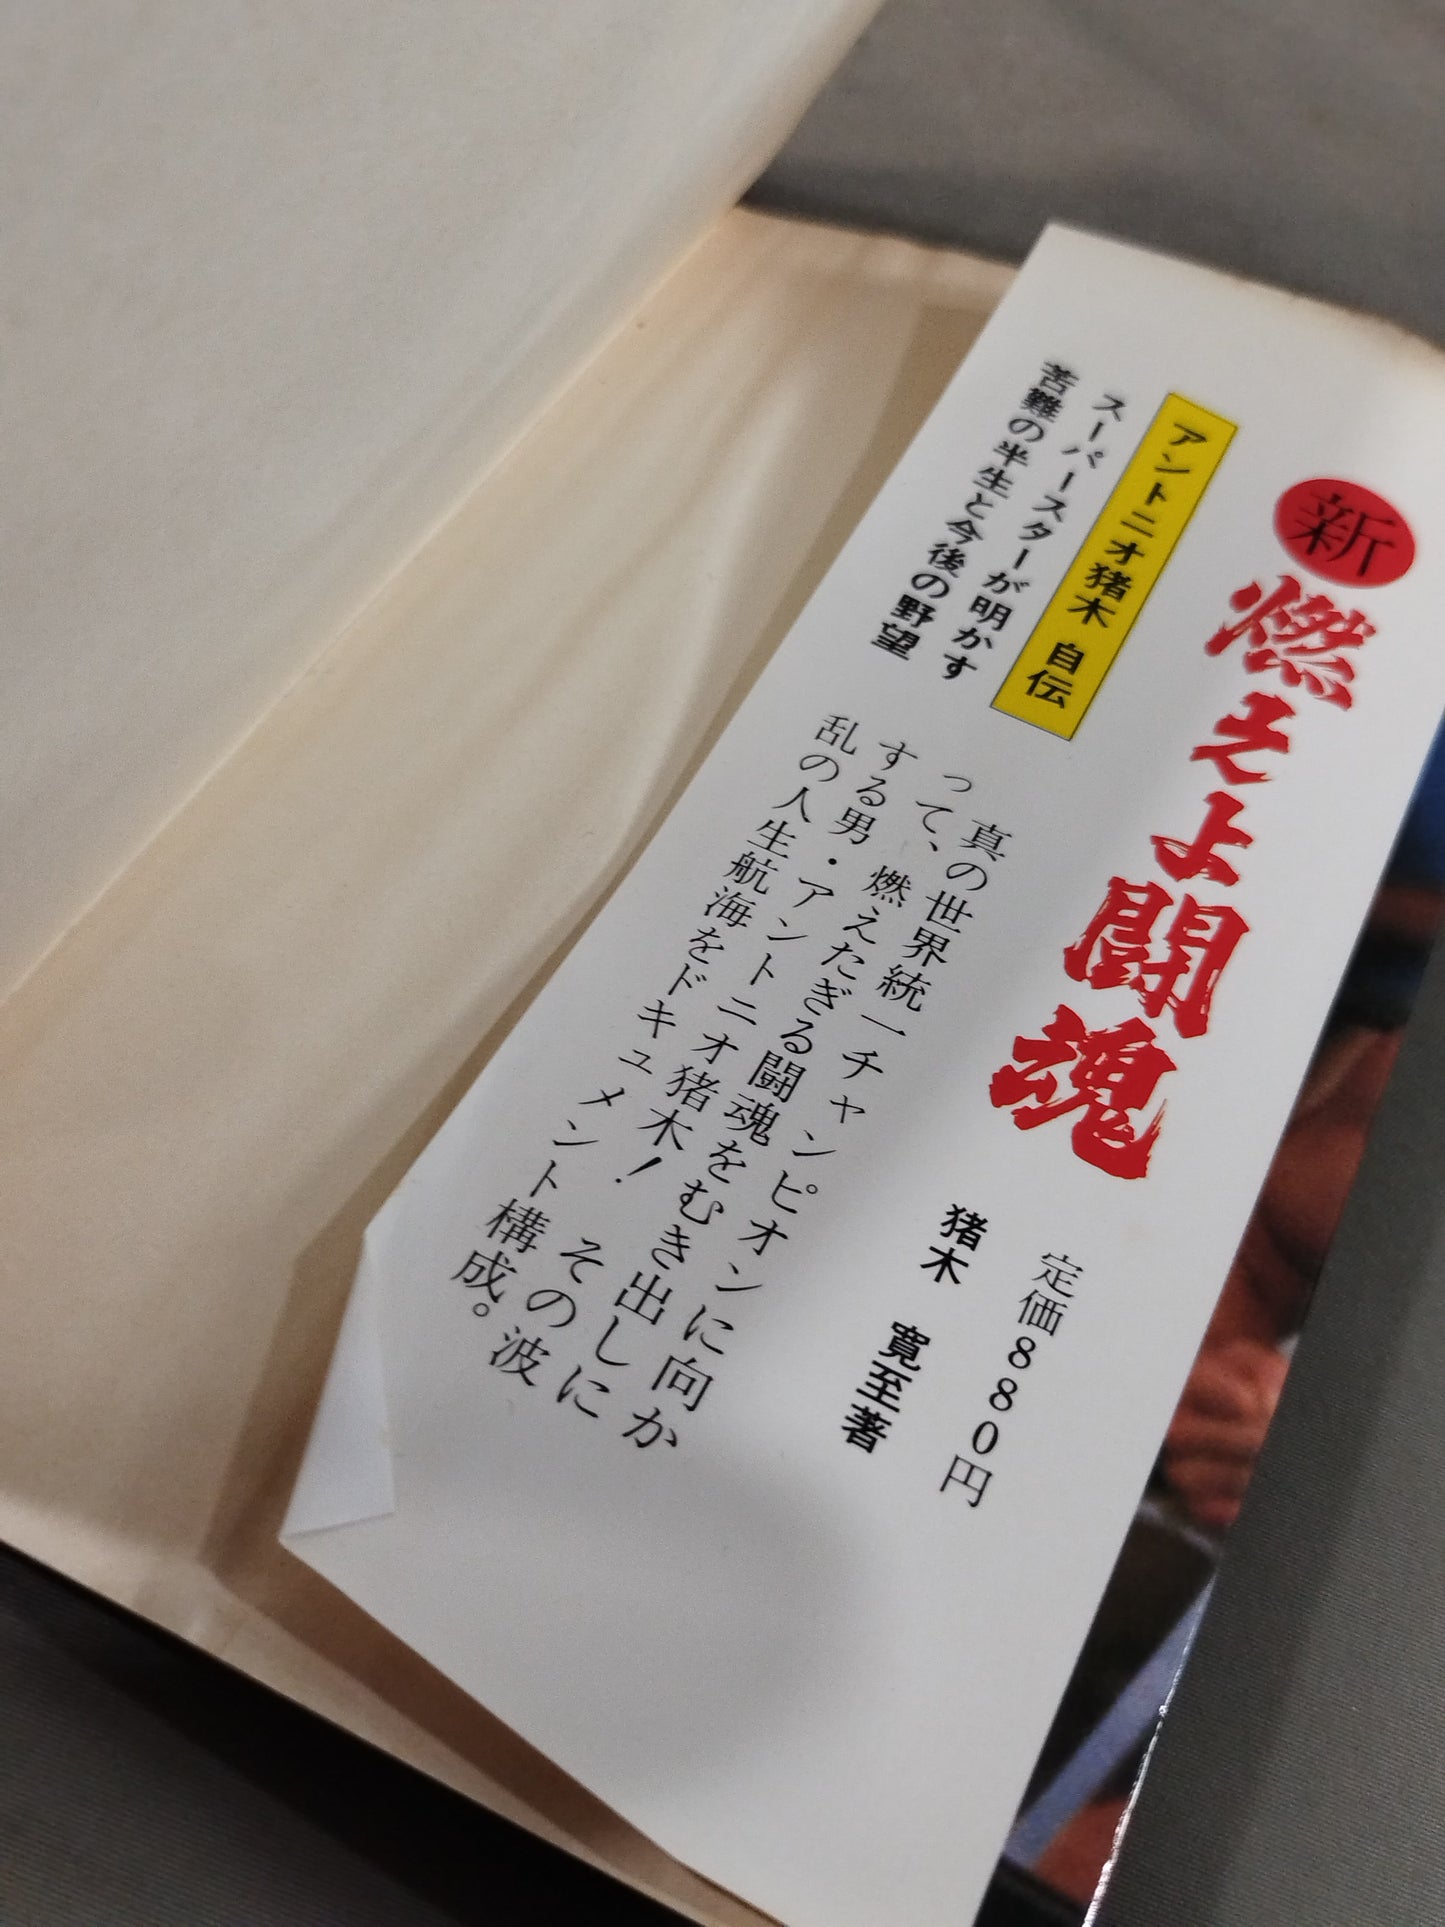 新 燃えよ闘魂
定価880円
猪木 寛至著
アントニオ猪木 自伝
スーパースターが明かす
苦難の半生と今後の野望
真の世界統一チャンピオンに向か
って、燃えたぎる闘魂をむき出しに
する男・アントニオ猪木！ その波
乱の人生航海をドキュメント構成。